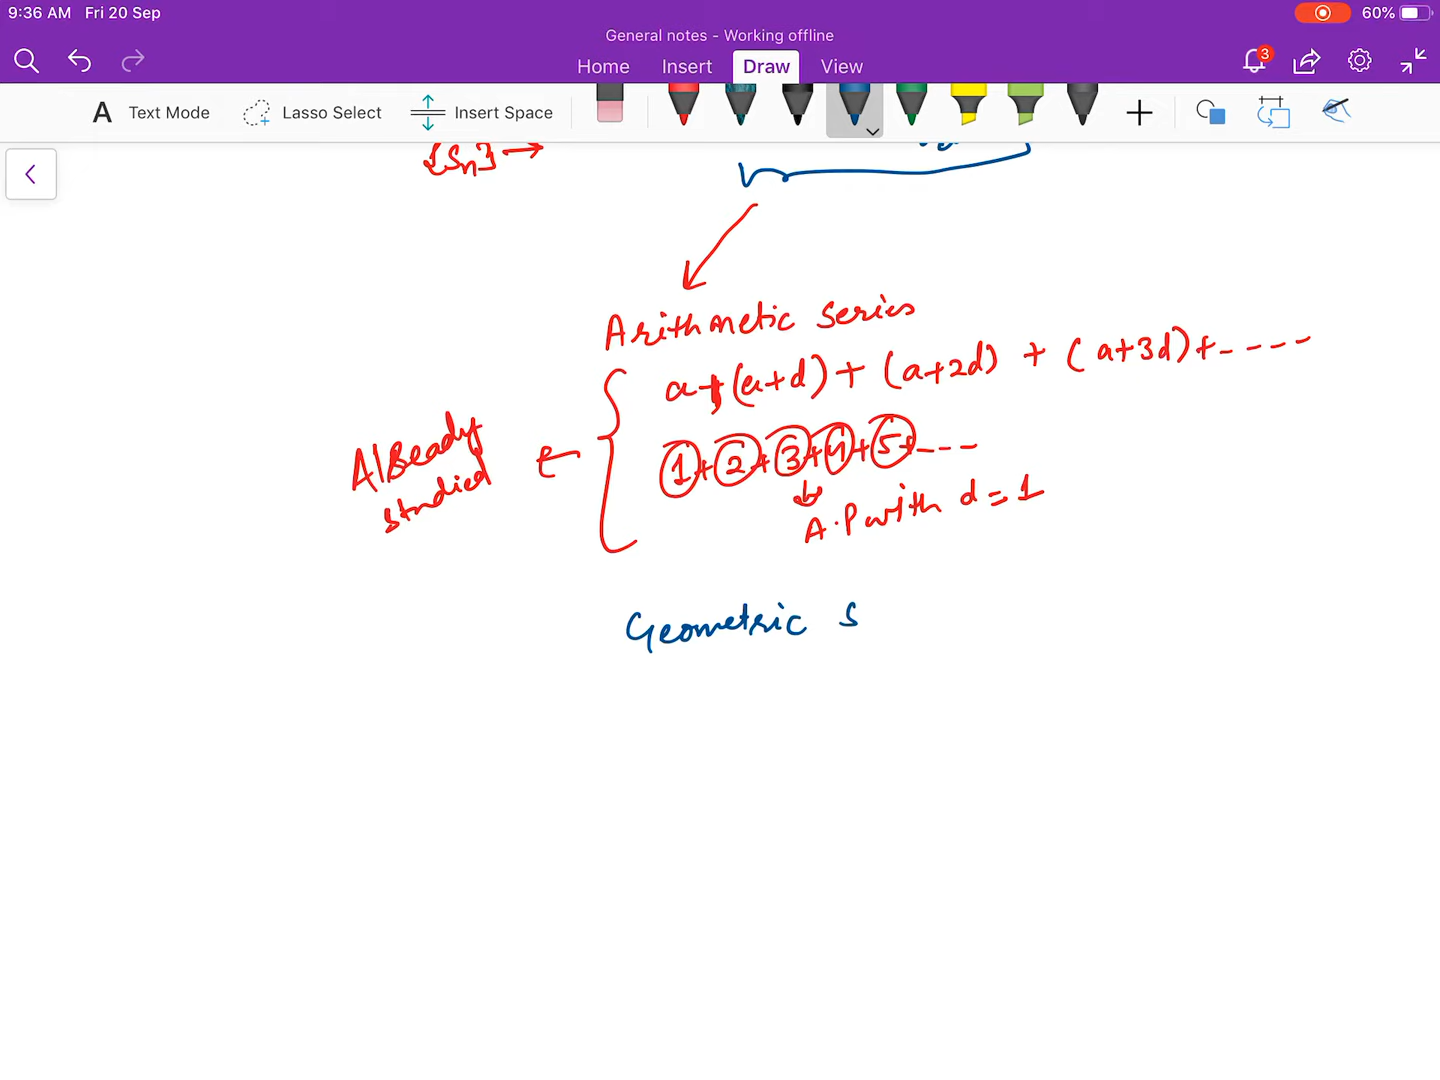 9:36 AM Fri 20 Sep
60%
General notes - Working offline
Home Insert Draw View
3
A Text Mode Lasso Select Insert Space
{Sn} →
Arithmetic Series
a+(a+d)+(a+2d)+(a+3d)+----
1+2+3+4+5+---
Already
studied
A.P with d=1
Geometric S